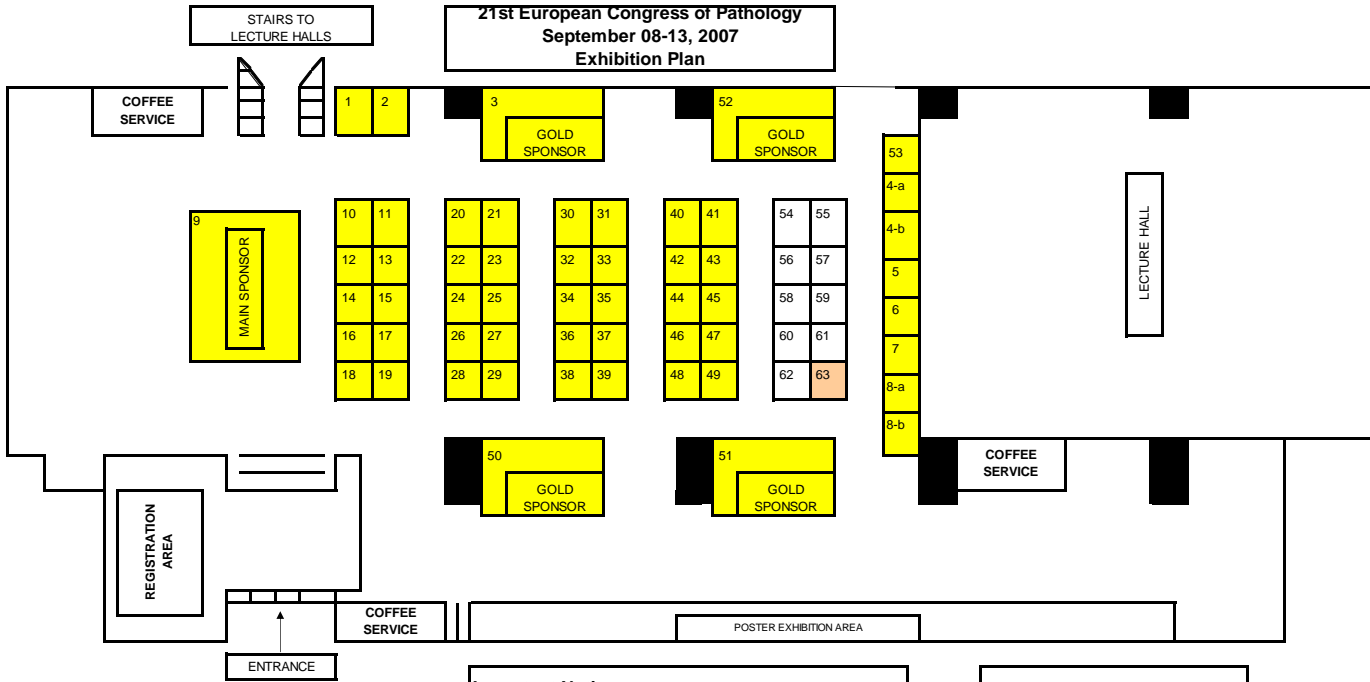 STAIRS TO
LECTURE HALLS
21st European Congress of Pathology
September 08-13, 2007
Exhibition Plan
COFFEE
SERVICE
1 2
3
GOLD
SPONSOR
52
GOLD
SPONSOR
53
4-a
4-b
5
6
7
8-a
8-b
9
MAIN SPONSOR
10 11 20 21 30 31 40 41 54 55
12 13 22 23 32 33 42 43 56 57
14 15 24 25 34 35 44 45 58 59
16 17 26 27 36 37 46 47 60 61
18 19 28 29 38 39 48 49 62 63
LECTURE HALL
50
GOLD
SPONSOR
51
GOLD
SPONSOR
COFFEE
SERVICE
REGISTRATION
AREA
COFFEE
SERVICE
POSTER EXHIBITION AREA
ENTRANCE